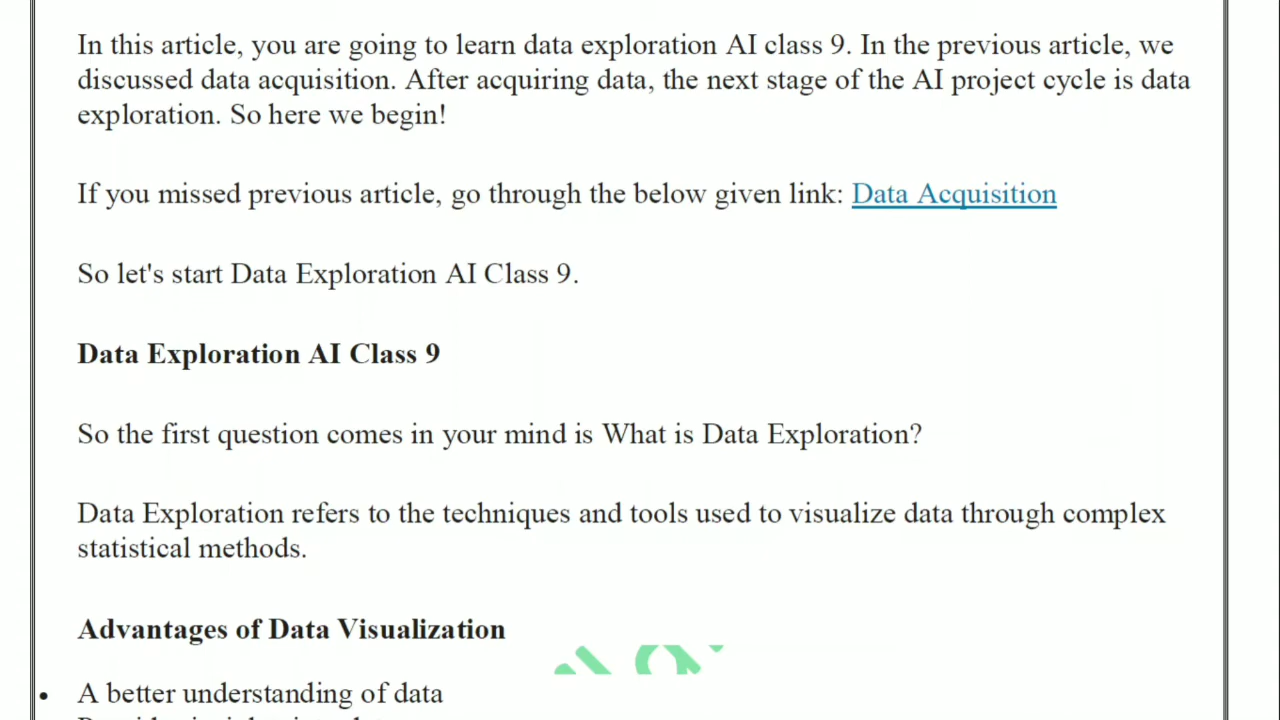 In this article, you are going to learn data exploration AI class 9. In the previous article, we
discussed data acquisition. After acquiring data, the next stage of the AI project cycle is data
exploration. So here we begin!
If you missed previous article, go through the below given link: Data Acquisition
So let's start Data Exploration AI Class 9.
Data Exploration AI Class 9
So the first question comes in your mind is What is Data Exploration?
Data Exploration refers to the techniques and tools used to visualize data through complex
statistical methods.
Advantages of Data Visualization
• A better understanding of data